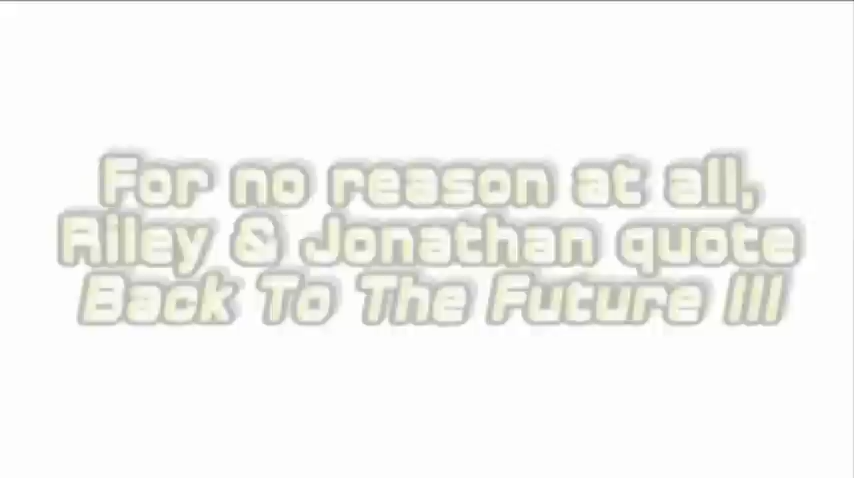 For no reason at all,
Riley & Jonathan quote
Back To The Future III